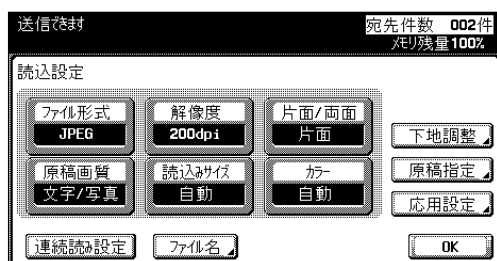 送信できます
宛先件数 002件
メモリ残量100%
読込設定
ファイル形式 解像度 片面/両面
JPEG 200dpi 片面
下地調整
原稿画質 読込みサイズ カラー
文字/写真 自動 自動
原稿指定
応用設定
連続読み設定 ファイル名 OK